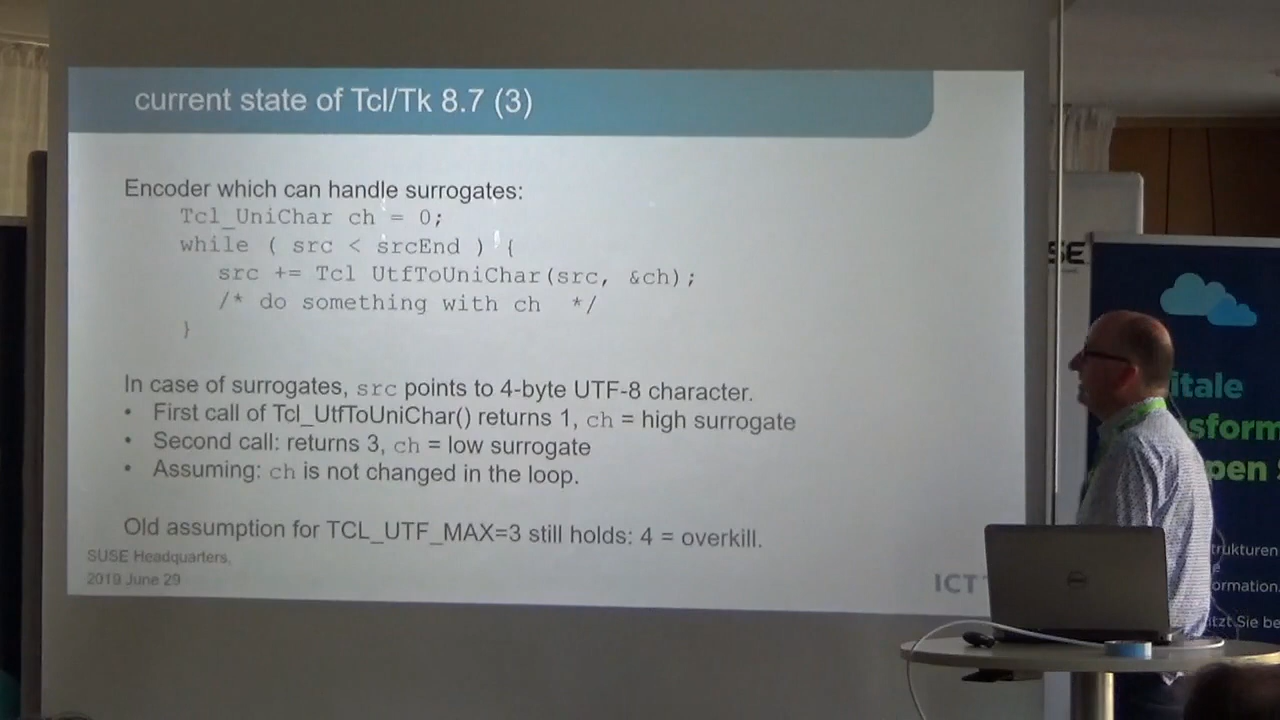 current state of Tcl/Tk 8.7 (3)
Encoder which can handle surrogates:
Tcl_UniChar ch = 0;
while ( src < srcEnd ) {
src += Tcl UtfToUniChar(src, &ch);
/* do something with ch */
}
In case of surrogates, src points to 4-byte UTF-8 character.
• First call of Tcl_UtfToUniChar() returns 1, ch = high surrogate
• Second call: returns 3, ch = low surrogate
• Assuming: ch is not changed in the loop.
Old assumption for TCL_UTF_MAX=3 still holds: 4 = overkill.
SUSE Headquarters,
2019 June 29
ICT
SE
itale
sform
pen
trukturen
ormation
tzt Sie be
DELL